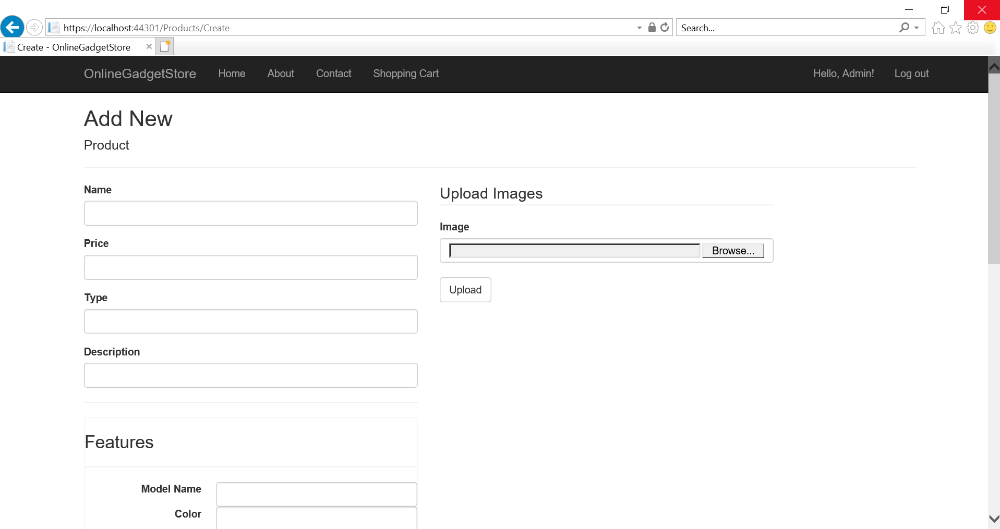 https://localhost:44301/Products/Create
Search...
Create - OnlineGadgetStore
OnlineGadgetStore Home About Contact Shopping Cart Hello, Admin! Log out
Add New
Product
Name
Price
Type
Description
Upload Images
Image
Browse...
Upload
Features
Model Name
Color